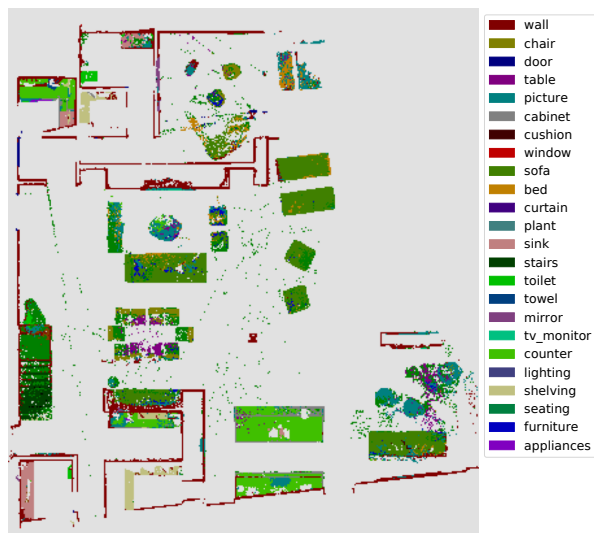 wall
chair
door
table
picture
cabinet
cushion
window
sofa
bed
curtain
plant
sink
stairs
toilet
towel
mirror
tv_monitor
counter
lighting
shelving
seating
furniture
appliances